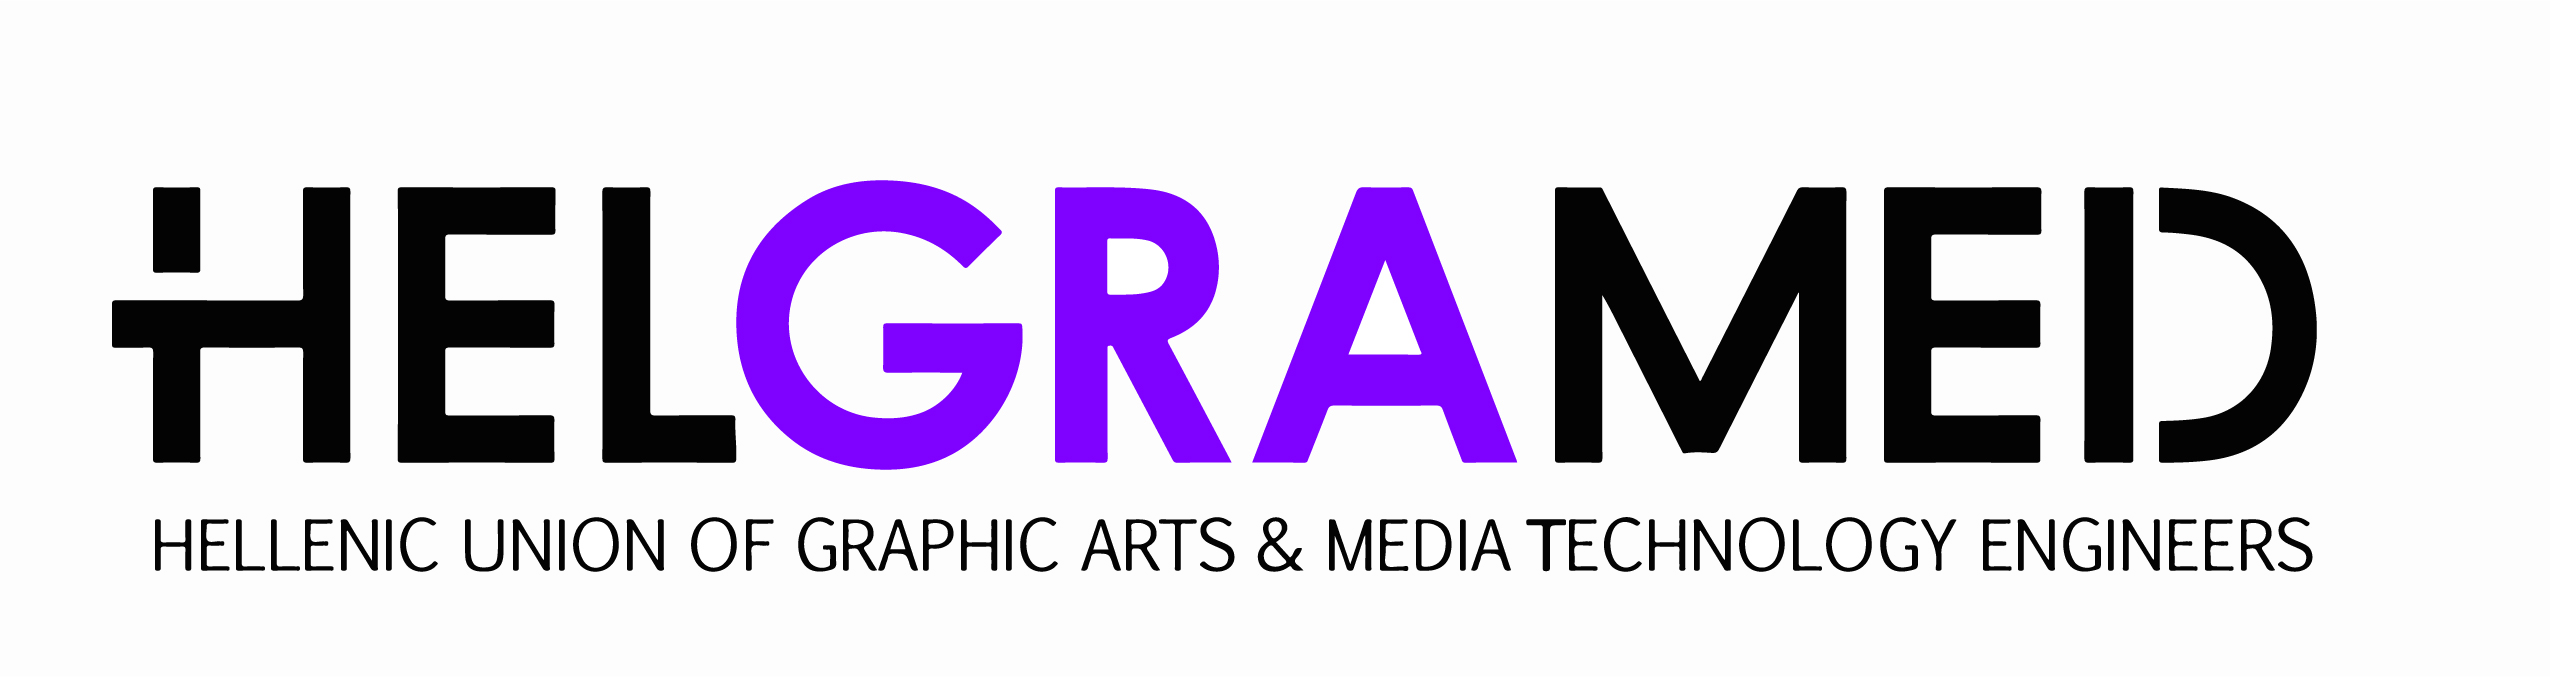 HELGRAMED
HELLENIC UNION OF GRAPHIC ARTS & MEDIA TECHNOLOGY ENGINEERS